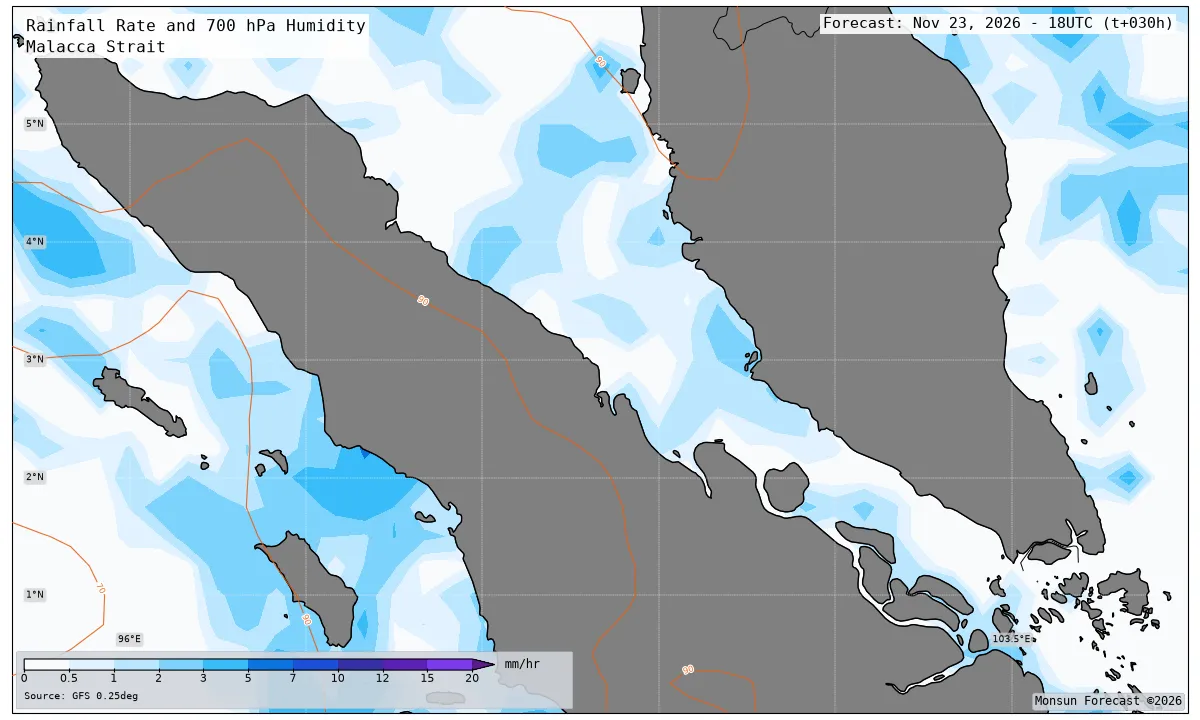 Rainfall Rate and 700 hPa Humidity
Malacca Strait
Forecast: Nov 23, 2026 - 18UTC (t+030h)
90
5°N
4°N
90
3°N
2°N
70
1°N
90
96°E
103.5°E
90
mm/hr
0 0.5 1 2 3 5 7 10 12 15 20
Source: GFS 0.25deg
Monsun Forecast ©2026